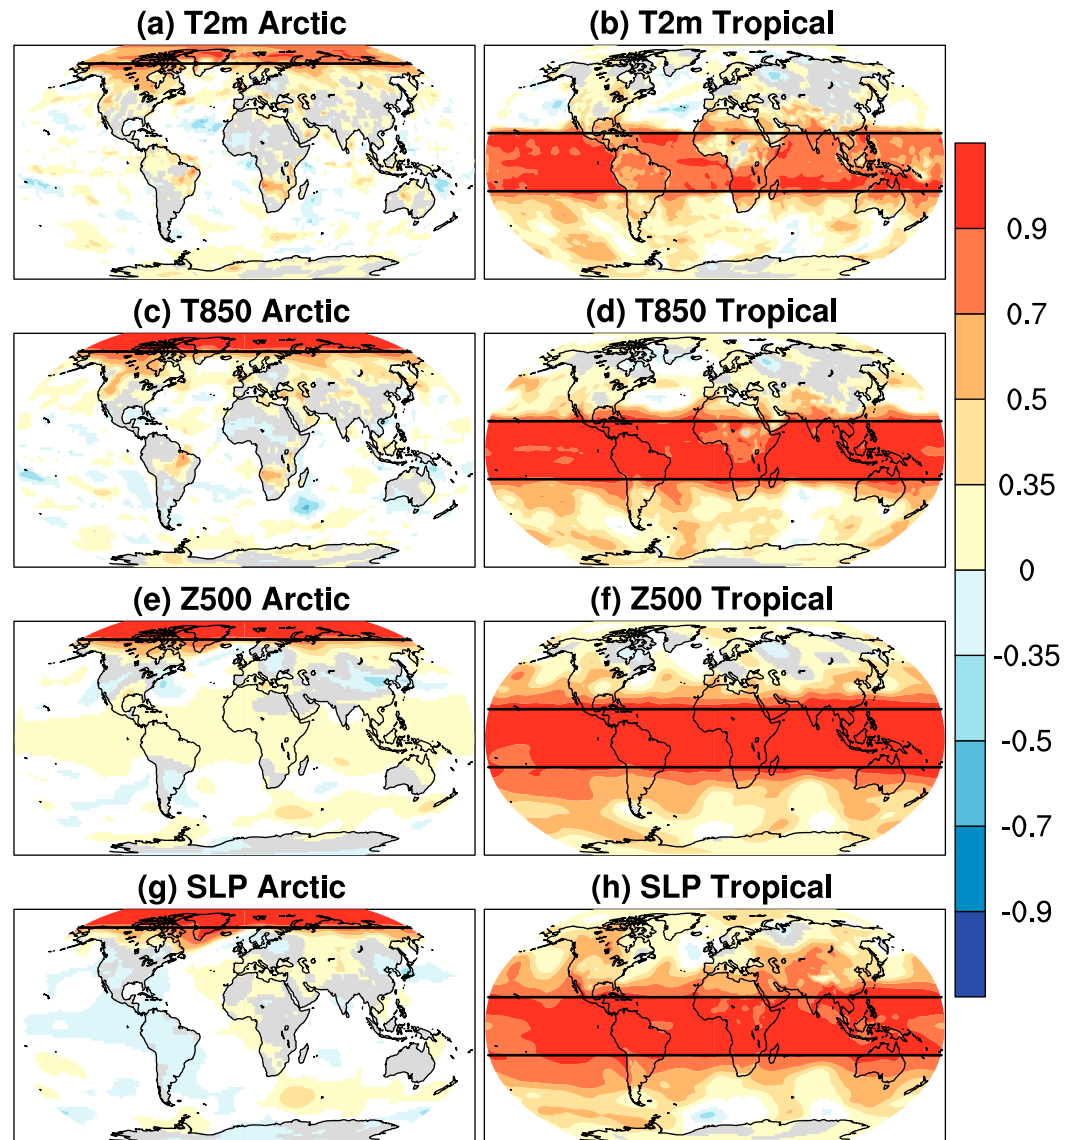 (a) T2m Arctic
(b) T2m Tropical
(c) T850 Arctic
(d) T850 Tropical
(e) Z500 Arctic
(f) Z500 Tropical
(g) SLP Arctic
(h) SLP Tropical
0.9
0.7
0.5
0.35
0
-0.35
-0.5
-0.7
-0.9